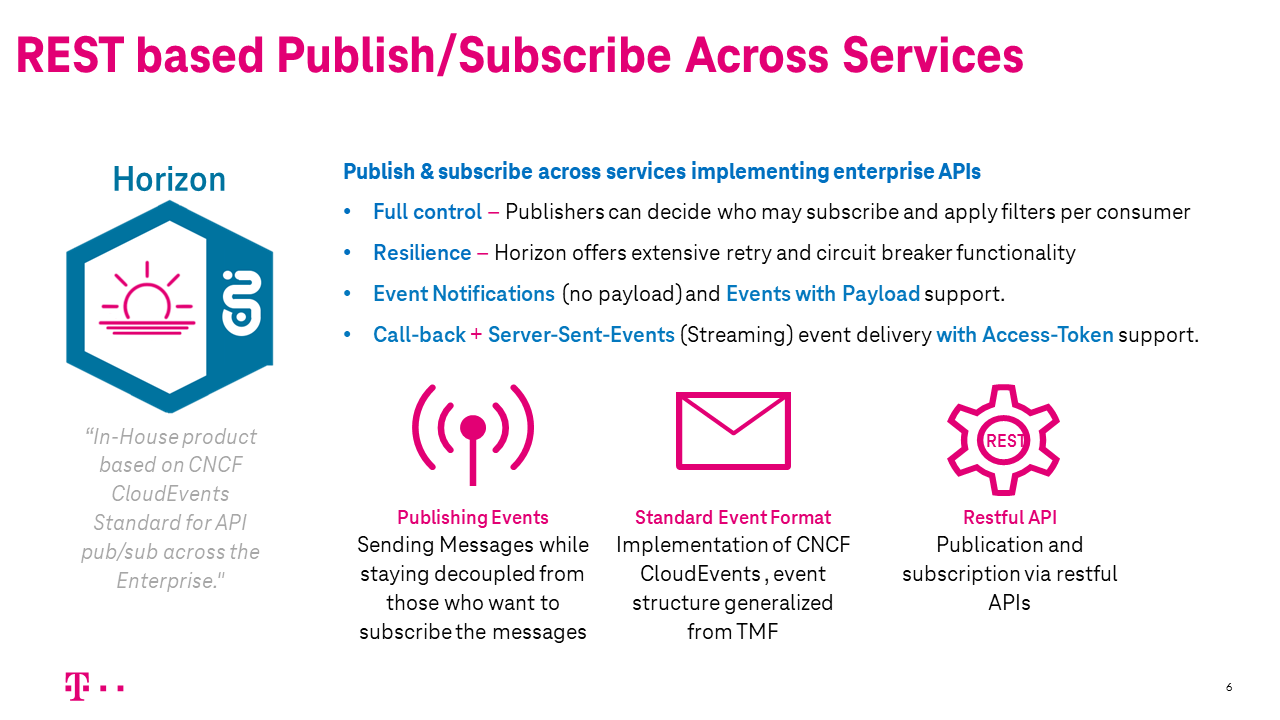 REST based Publish/Subscribe Across Services
Horizon
“In-House product
based on CNCF
CloudEvents
Standard for API
pub/sub across the
Enterprise."
Publish & subscribe across services implementing enterprise APIs
• Full control – Publishers can decide who may subscribe and apply filters per consumer
• Resilience – Horizon offers extensive retry and circuit breaker functionality
• Event Notifications (no payload) and Events with Payload support.
• Call-back + Server-Sent-Events (Streaming) event delivery with Access-Token support.
Publishing Events
Sending Messages while
staying decoupled from
those who want to
subscribe the messages
Standard Event Format
Implementation of CNCF
CloudEvents , event
structure generalized
from TMF
REST
Restful API
Publication and
subscription via restful
APIs
T
6